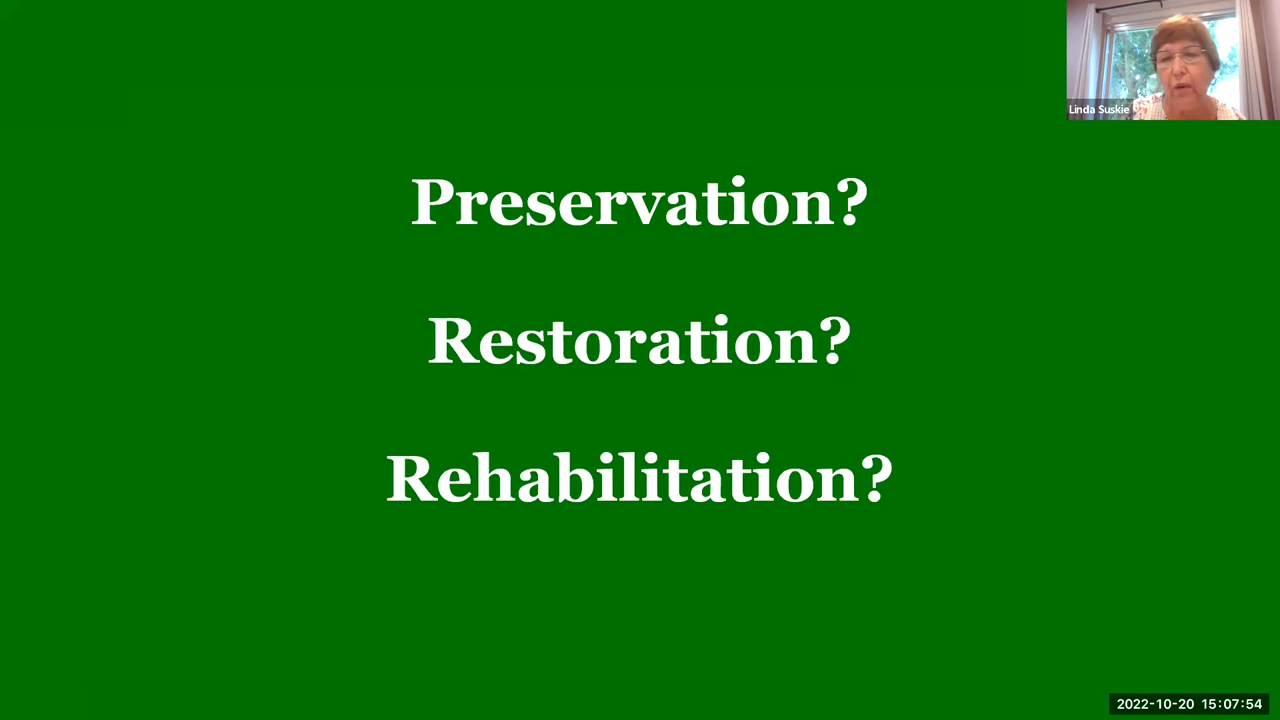 Linda Suskie
Preservation?
Restoration?
Rehabilitation?
2022-10-20 15:07:54